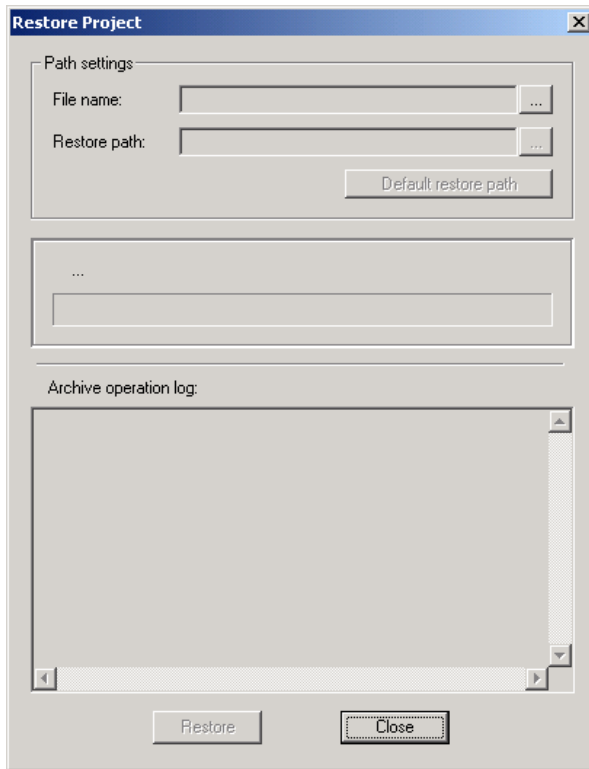 Restore Project
Path settings
File name:
...
Restore path:
...
Default restore path
...
Archive operation log:
Restore
Close